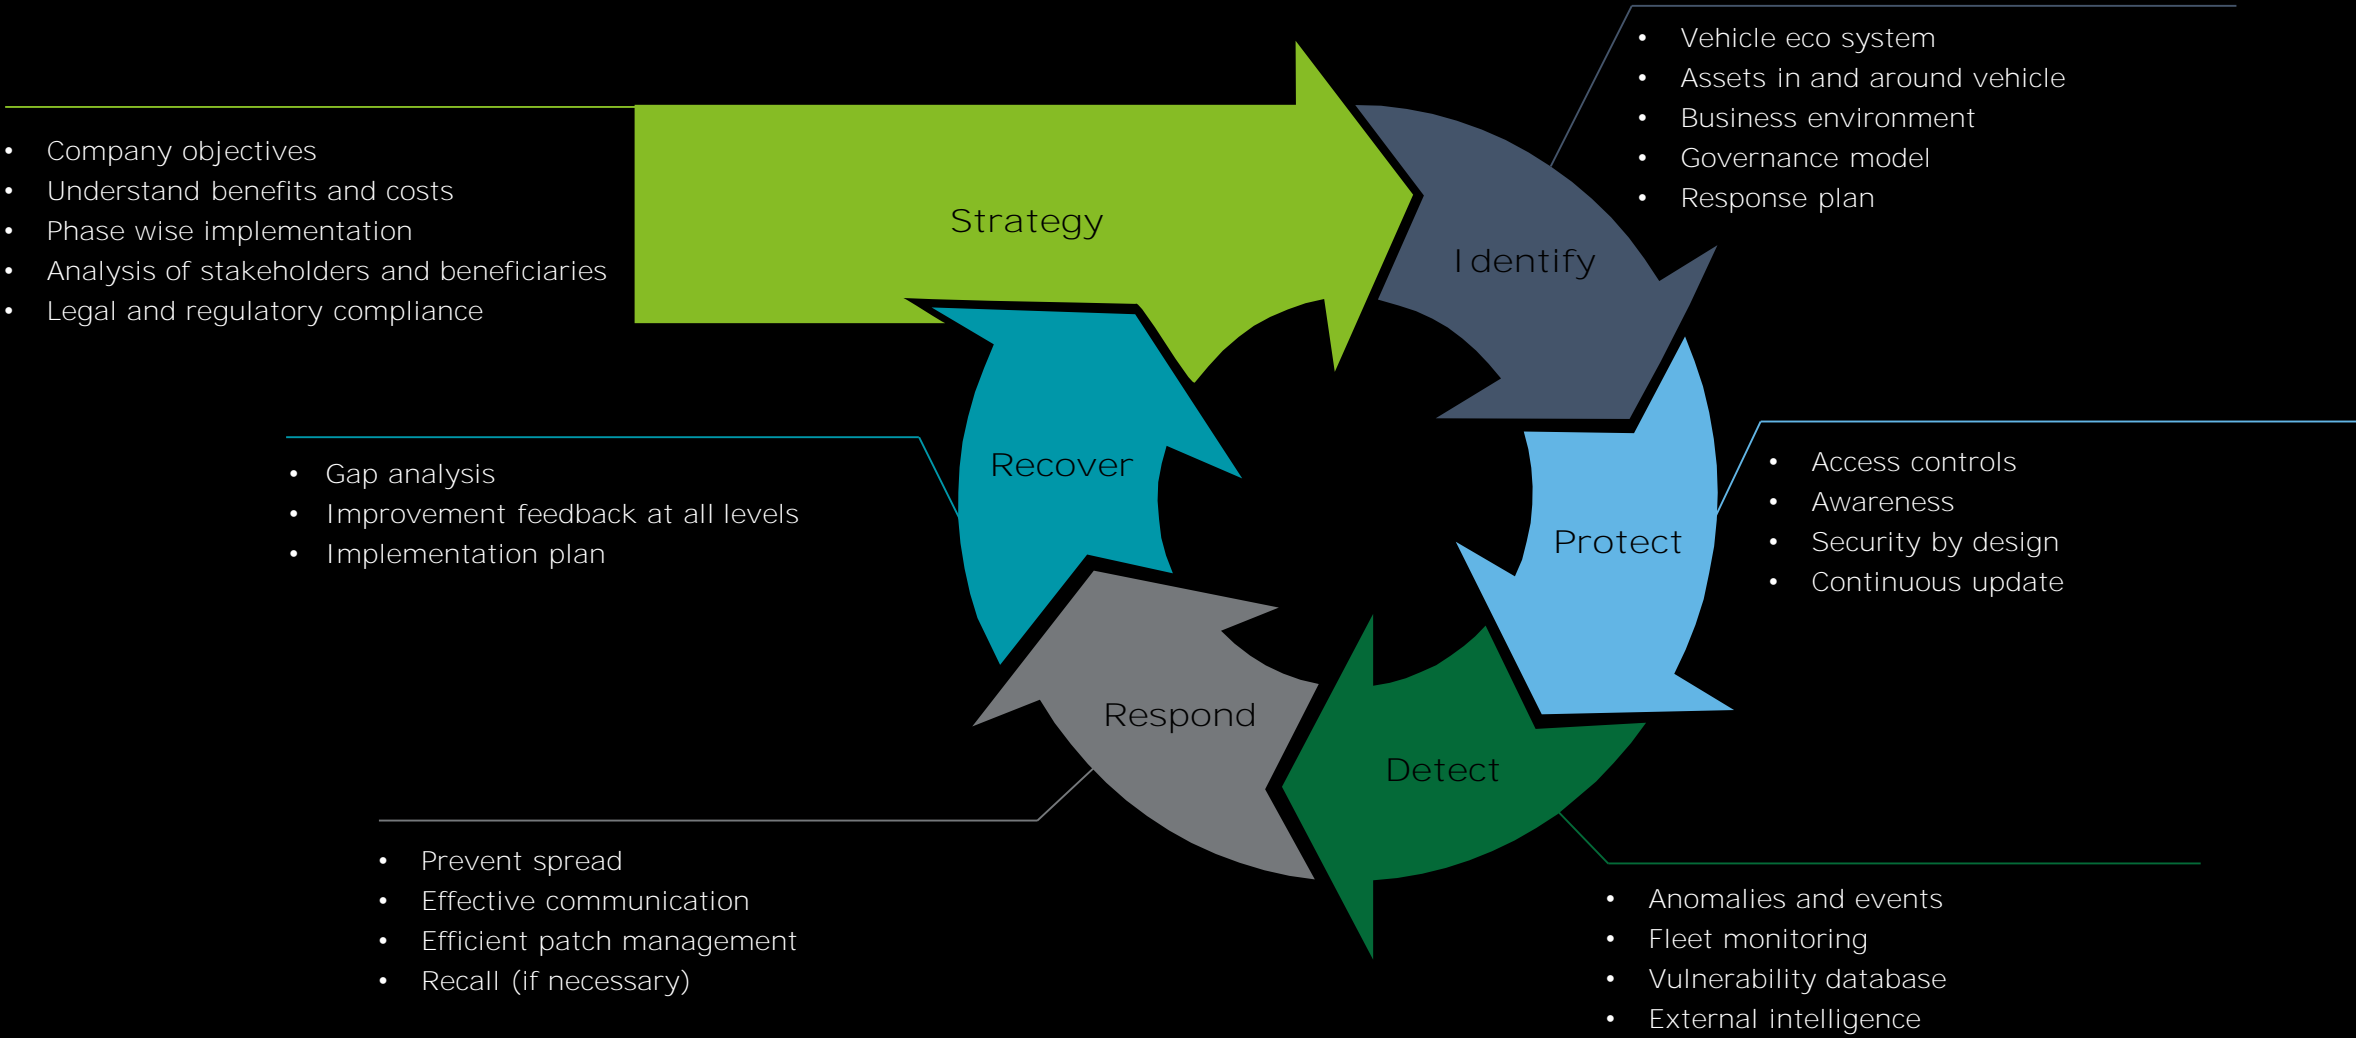 Strategy
• Company objectives
• Understand benefits and costs
• Phase wise implementation
• Analysis of stakeholders and beneficiaries
• Legal and regulatory compliance
Identify
• Vehicle eco system
• Assets in and around vehicle
• Business environment
• Governance model
• Response plan
Protect
• Access controls
• Awareness
• Security by design
• Continuous update
Detect
• Anomalies and events
• Fleet monitoring
• Vulnerability database
• External intelligence
Respond
• Prevent spread
• Effective communication
• Efficient patch management
• Recall (if necessary)
Recover
• Gap analysis
• Improvement feedback at all levels
• Implementation plan